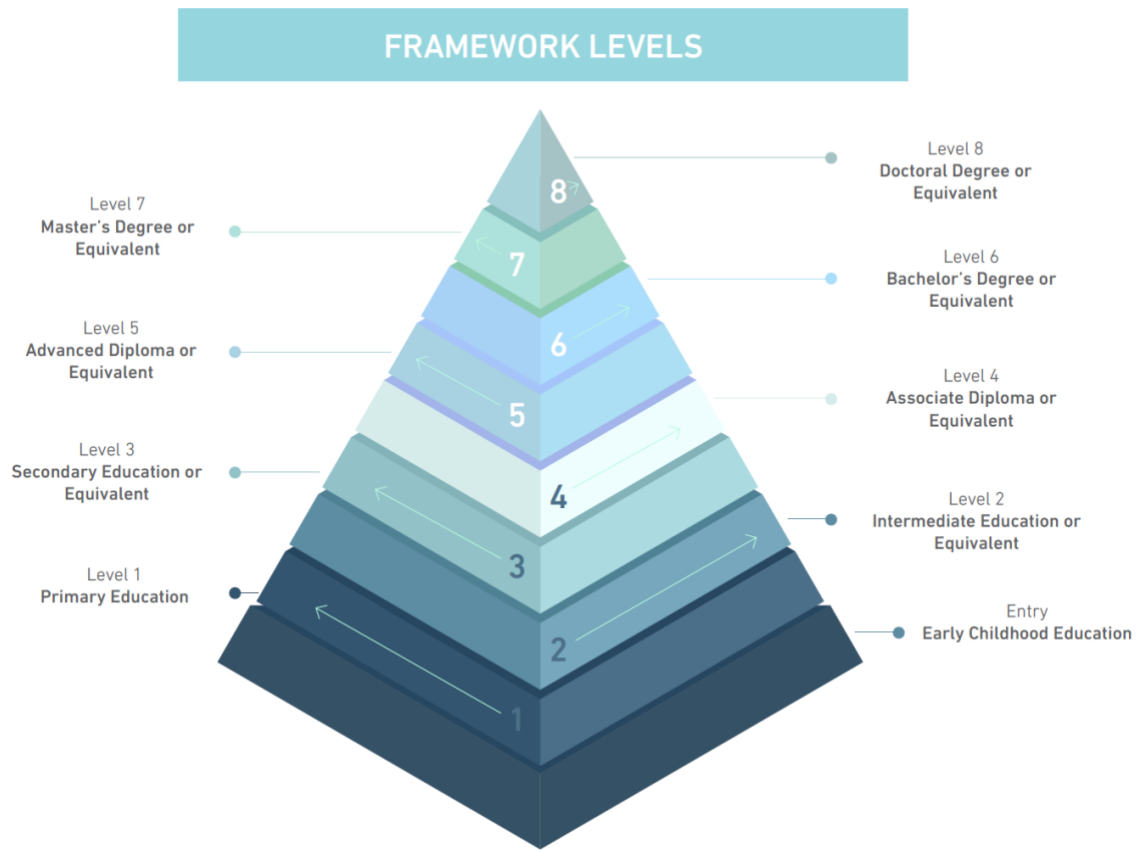 FRAMEWORK LEVELS
Level 8
Doctoral Degree or
Equivalent
Level 7
Master's Degree or
Equivalent
Level 6
Bachelor's Degree or
Equivalent
Level 5
Advanced Diploma or
Equivalent
Level 4
Associate Diploma or
Equivalent
Level 3
Secondary Education or
Equivalent
Level 2
Intermediate Education or
Equivalent
Level 1
Primary Education
Entry
Early Childhood Education
8
7
6
5
4
3
2
1